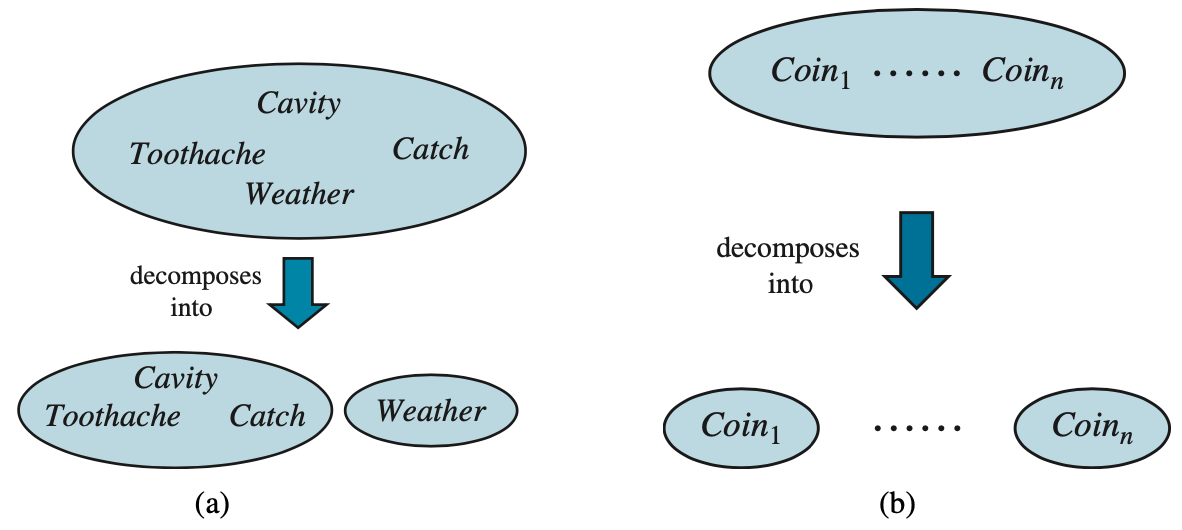 Cavity
Toothache Catch
Weather
decomposes
into
Cavity
Toothache Catch
Weather
(a)
Coin₁ ...... Coinₙ
decomposes
into
Coin₁ ...... Coinₙ
(b)